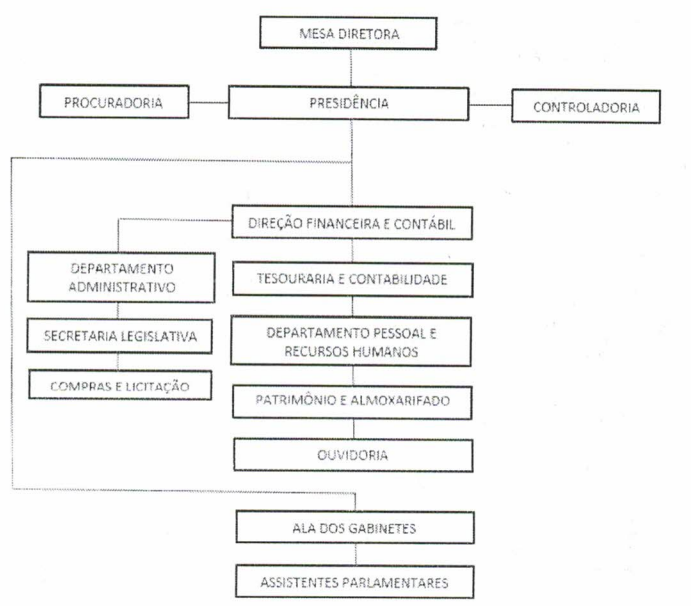 MESA DIRETORA
PROCURADORIA
PRESIDÊNCIA
CONTROLADORIA
DIREÇÃO FINANCEIRA E CONTÁBIL
DEPARTAMENTO
ADMINISTRATIVO
SECRETARIA LEGISLATIVA
COMPRAS E LICITAÇÃO
TESOURARIA E CONTABILIDADE
DEPARTAMENTO PESSOAL E
RECURSOS HUMANOS
PATRIMÔNIO E ALMOXARIFADO
OUVIDORIA
ALA DOS GABINETES
ASSISTENTES PARLAMENTARES